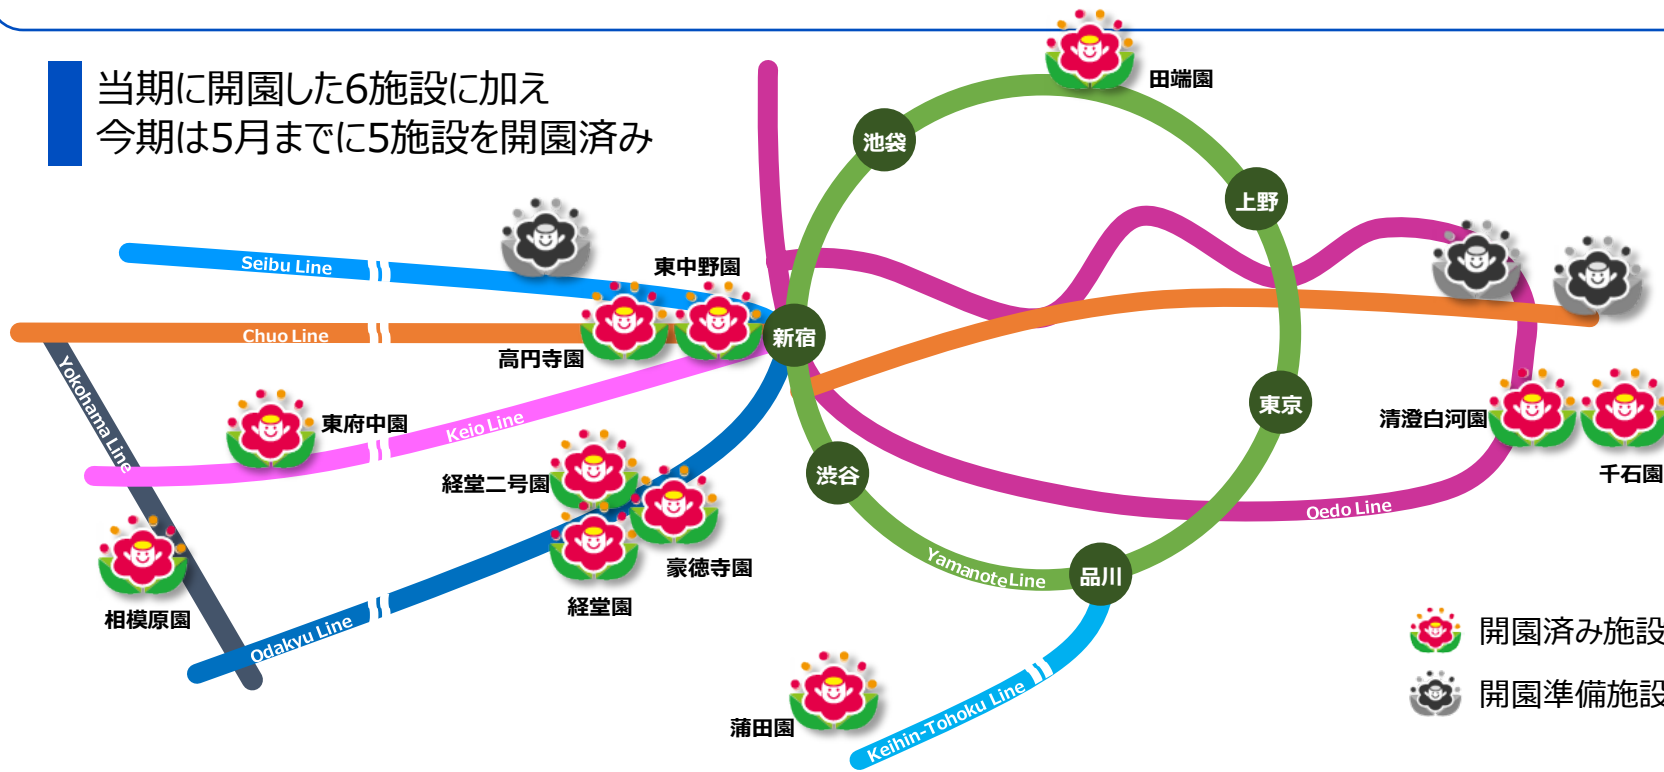 当期に開園した6施設に加え
今期は5月までに5施設を開園済み
田端園
池袋
上野
東中野園
Seibu Line
Chuo Line
新宿
高円寺園
Yokohama Line
東府中園
Keio Line
東京
清澄白河園
千石園
渋谷
経堂二号園
Oedo Line
豪徳寺園
Yamanote Line
品川
経堂園
相模原園
Odakyu Line
開園済み施設
開園準備施設
蒲田園
Keihin-Tohoku Line